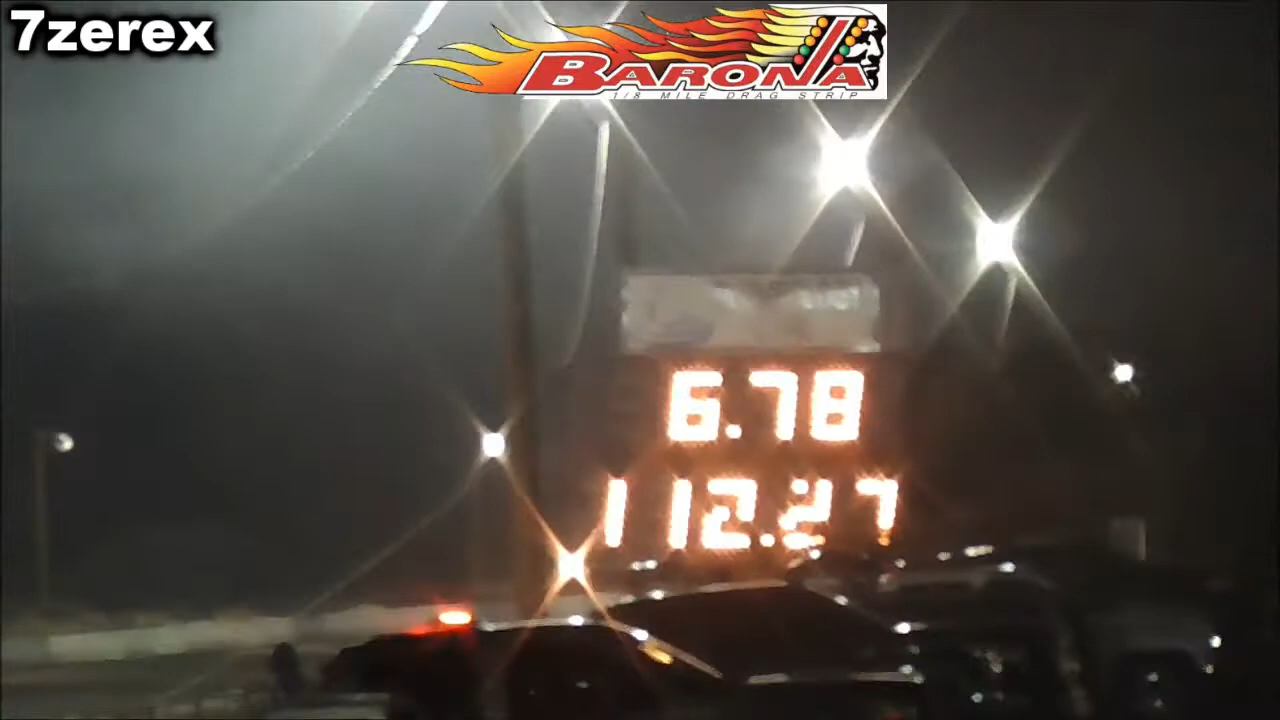 7zerex
BARONA
1/8 MILE DRAG STRIP
6.78
112.27